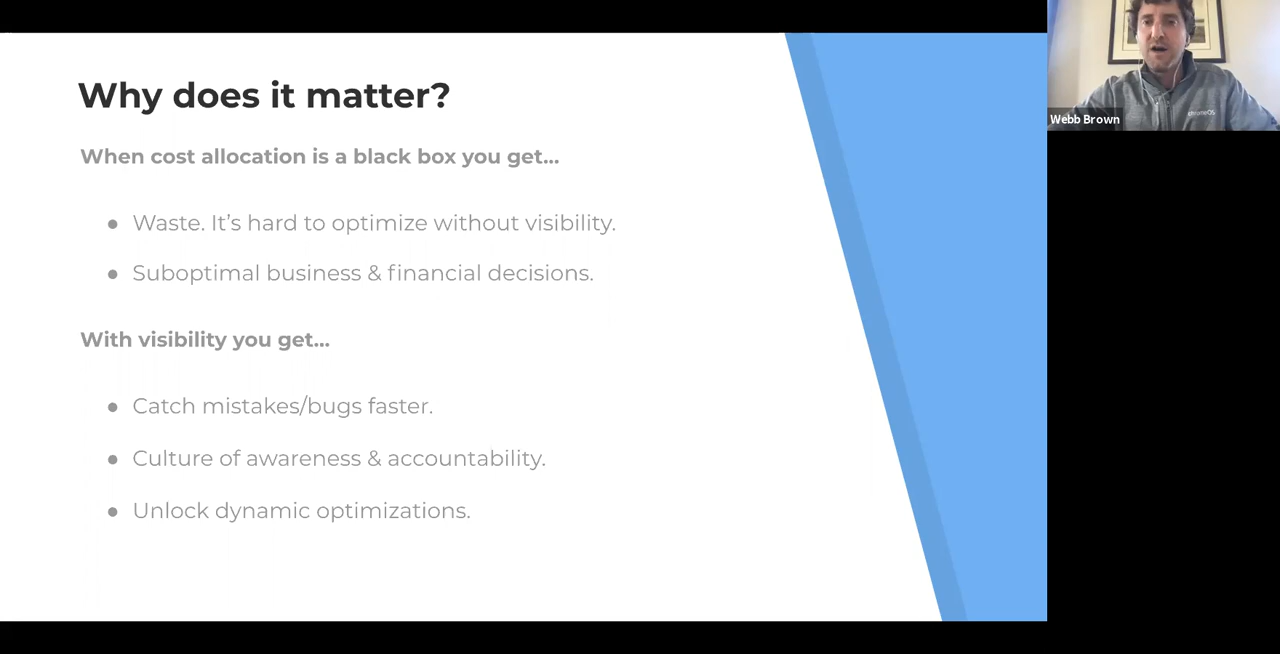 Why does it matter?
When cost allocation is a black box you get...
● Waste. It’s hard to optimize without visibility.
● Suboptimal business & financial decisions.
With visibility you get...
● Catch mistakes/bugs faster.
● Culture of awareness & accountability.
● Unlock dynamic optimizations.
chromeOS
Webb Brown